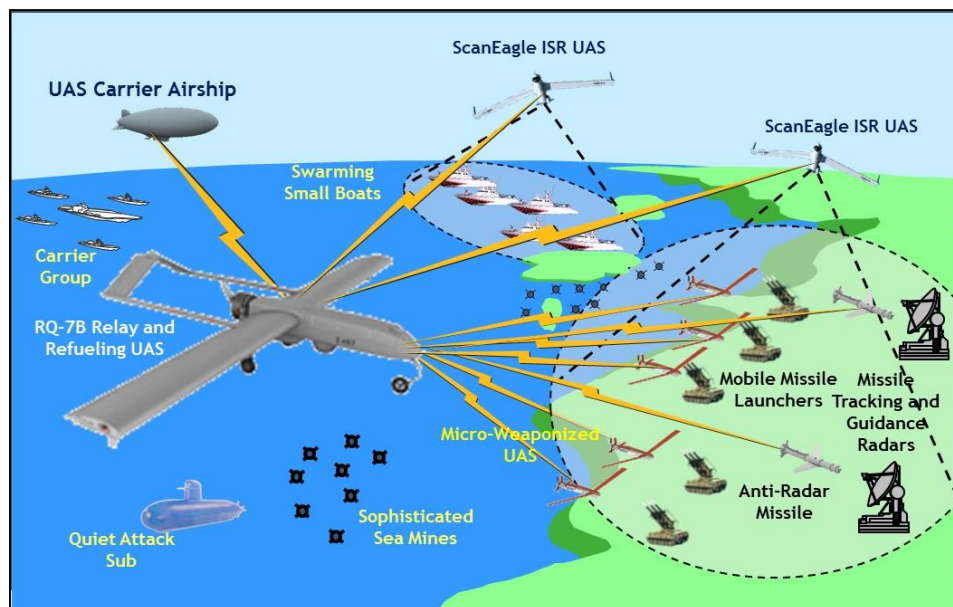 ScanEagle ISR UAS
UAS Carrier Airship
ScanEagle ISR UAS
Swarming
Small Boats
Carrier
Group
RQ-7B Relay and
Refueling UAS
Mobile Missile
Launchers
Missile
Tracking and
Guidance
Radars
Micro-Weaponized
UAS
Anti-Radar
Missile
Sophisticated
Sea Mines
Quiet Attack
Sub